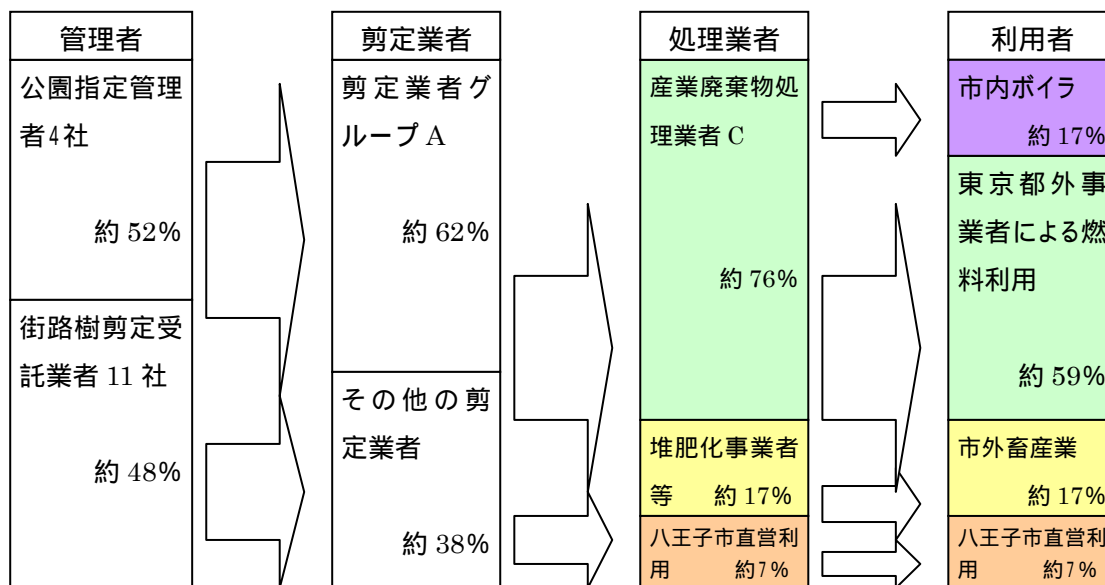 管理者
公園指定管理
者4社
約 52%
街路樹剪定受
託業者 11 社
約 48%
剪定業者
剪定業者グ
ループ A
約 62%
その他の剪
定業者
約 38%
処理業者
産業廃棄物処
理業者 C
約 76%
堆肥化事業者
等 約 17%
八王子市直営利
用 約7%
利用者
市内ボイラ
約 17%
東京都外事
業者による燃
料利用
約 59%
市外畜産業
約 17%
八王子市直営利
用 約7%